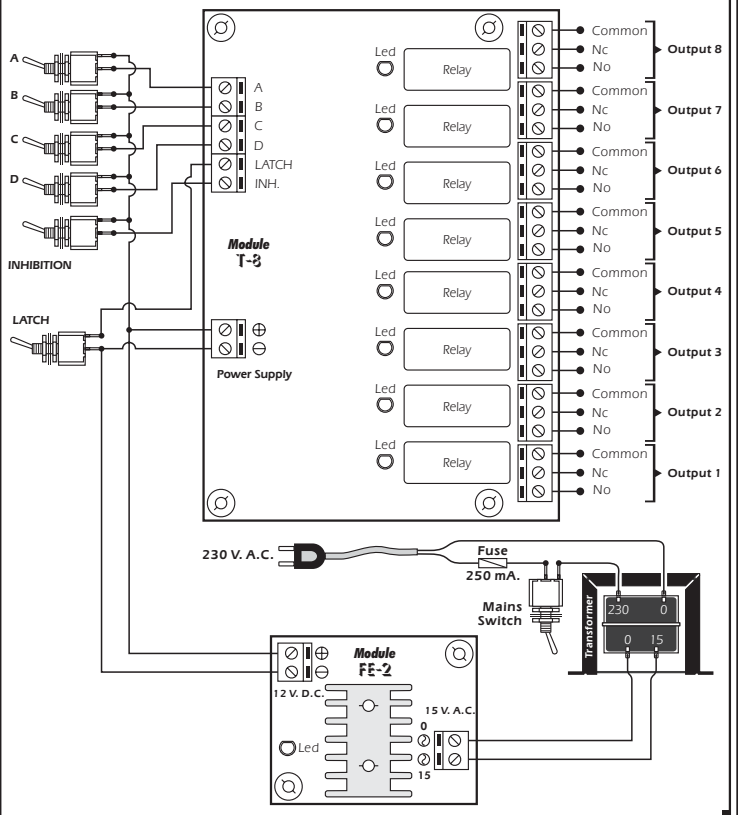 Common
Led
Nc
Output 8
A
Relay
No
A
Common
B
B
Led
Nc
Output 7
C
Relay
No
C
D
Common
LATCH
Led
Nc
Output 6
D
INH.
Relay
No
Common
Led
Nc
Output 5
Module
Relay
No
T-8
INHIBITION
Common
Led
Nc
Output 4
Relay
No
LATCH
Common
Led
Nc
Output 3
Relay
No
Power Supply
Common
Led
Nc
Output 2
Relay
No
Common
Led
Nc
Output 1
Relay
No
230 V. A.C.
Fuse
250 mA.
Mains
Switch
Transformer
230 0
0 15
Module
FE-2
12 V. D.C.
15 V. A.C.
0
Led
15